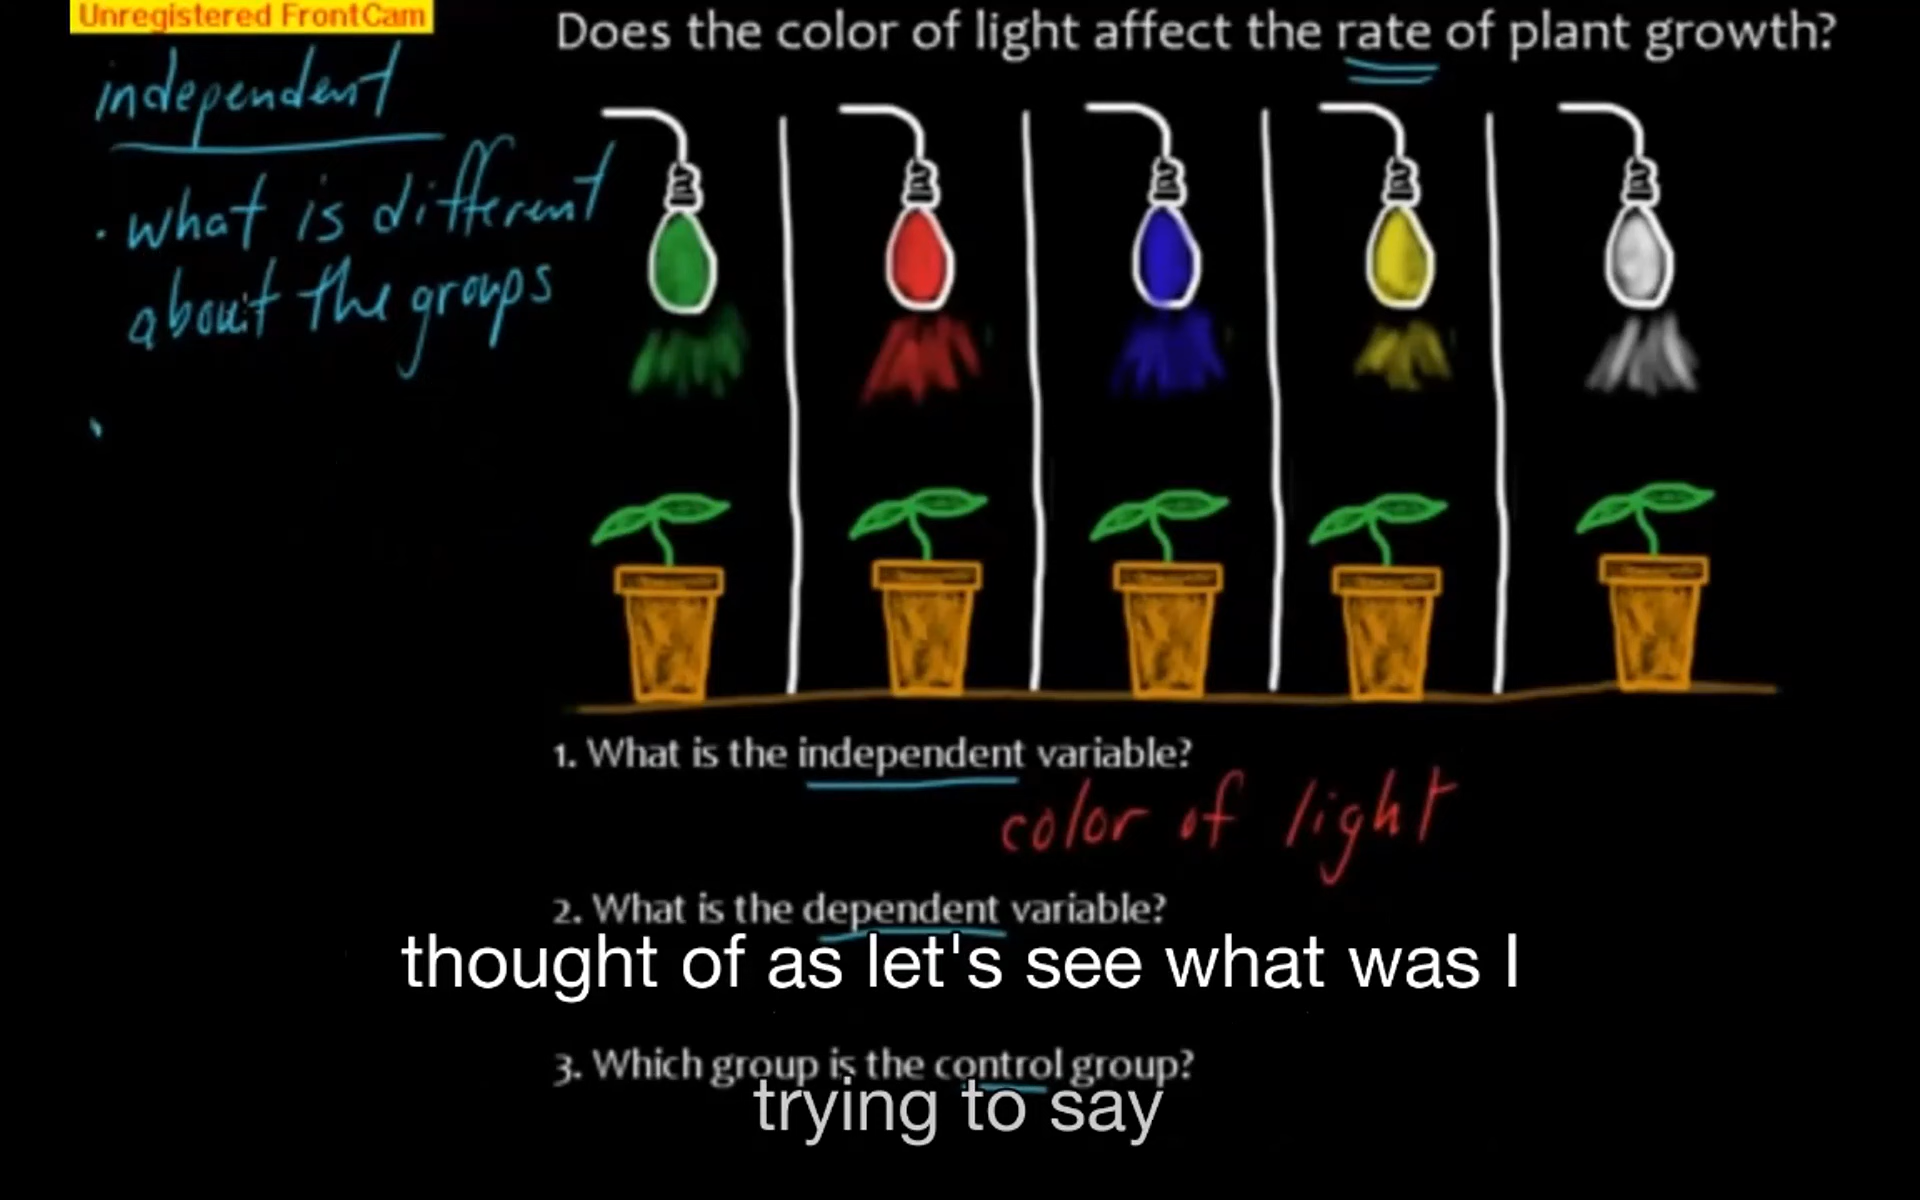 Unregistered FrontCam
Does the color of light affect the rate of plant growth?
independent
· what is different
about the groups
1. What is the independent variable?
color of light
2. What is the dependent variable?
thought of as let's see what was I
3. Which group is the control group?
trying to say